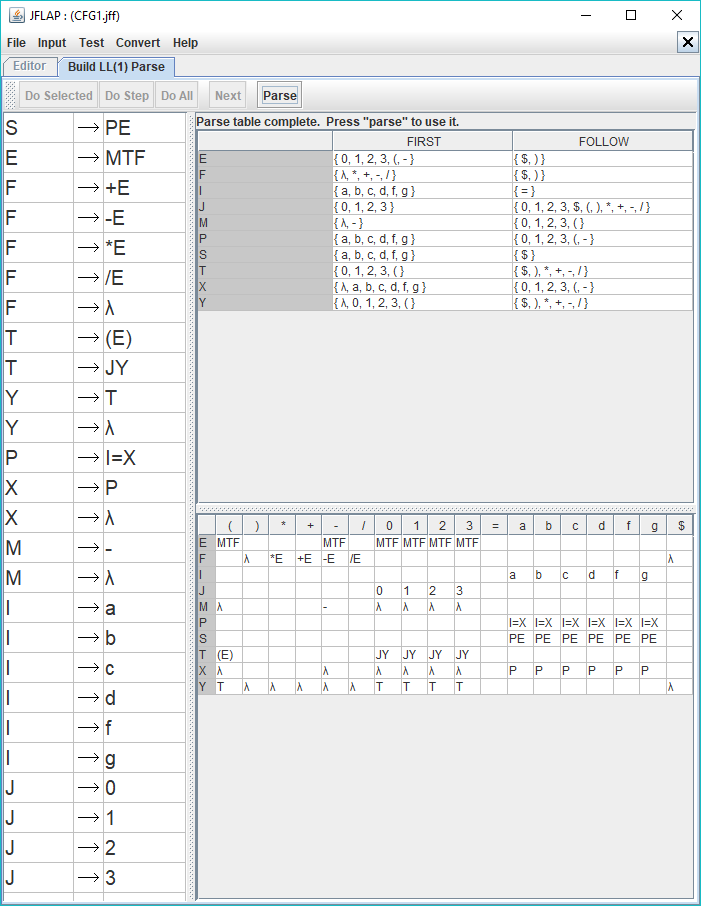 JFLAP : (CFG1.jff)
File Input Test Convert Help
Editor Build LL(1) Parse
Do Selected Do Step Do All Next Parse
S → PE
E → MTF
F → +E
F → -E
F → *E
F → /E
F → λ
T → (E)
T → JY
Y → T
Y → λ
P → I=X
X → P
X → λ
M → -
M → λ
I → a
I → b
I → c
I → d
I → f
I → g
J → 0
J → 1
J → 2
J → 3
Parse table complete. Press "parse" to use it.
FIRST FOLLOW
E { 0, 1, 2, 3, (, - } { $, ) }
F { λ, *, +, -, / } { $, ) }
I { a, b, c, d, f, g } { = }
J { 0, 1, 2, 3 } { 0, 1, 2, 3, $, (, ), *, +, -, / }
M { λ, - } { 0, 1, 2, 3, ( }
P { a, b, c, d, f, g } { 0, 1, 2, 3, (, - }
S { a, b, c, d, f, g } { $ }
T { 0, 1, 2, 3, ( } { $, ), *, +, -, / }
X { λ, a, b, c, d, f, g } { 0, 1, 2, 3, (, - }
Y { λ, 0, 1, 2, 3, ( } { $, ), *, +, -, / }
( ) * + - / 0 1 2 3 = a b c d f g $
E MTF MTF MTF MTF MTF MTF
F λ *E +E -E /E λ
I a b c d f g
J 0 1 2 3
M λ - λ λ λ λ
P I=X I=X I=X I=X I=X I=X
S PE PE PE PE PE PE
T (E) JY JY JY JY
X λ λ λ λ λ λ P P P P P P
Y T λ λ λ λ λ T T T T λ